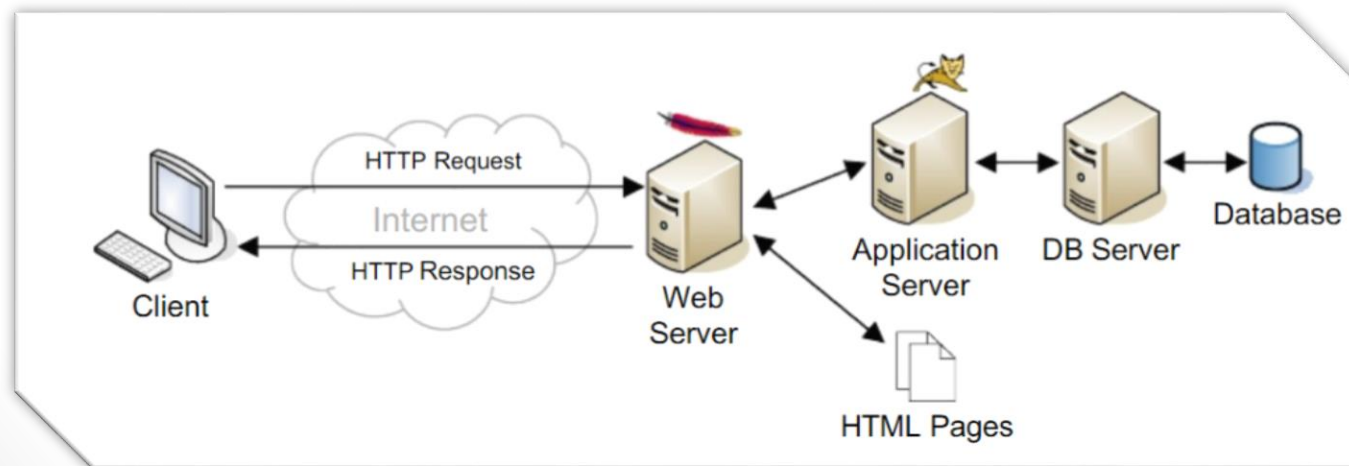 HTTP Request
Internet
HTTP Response
Client
Web
Server
Application
Server
DB Server
Database
HTML Pages